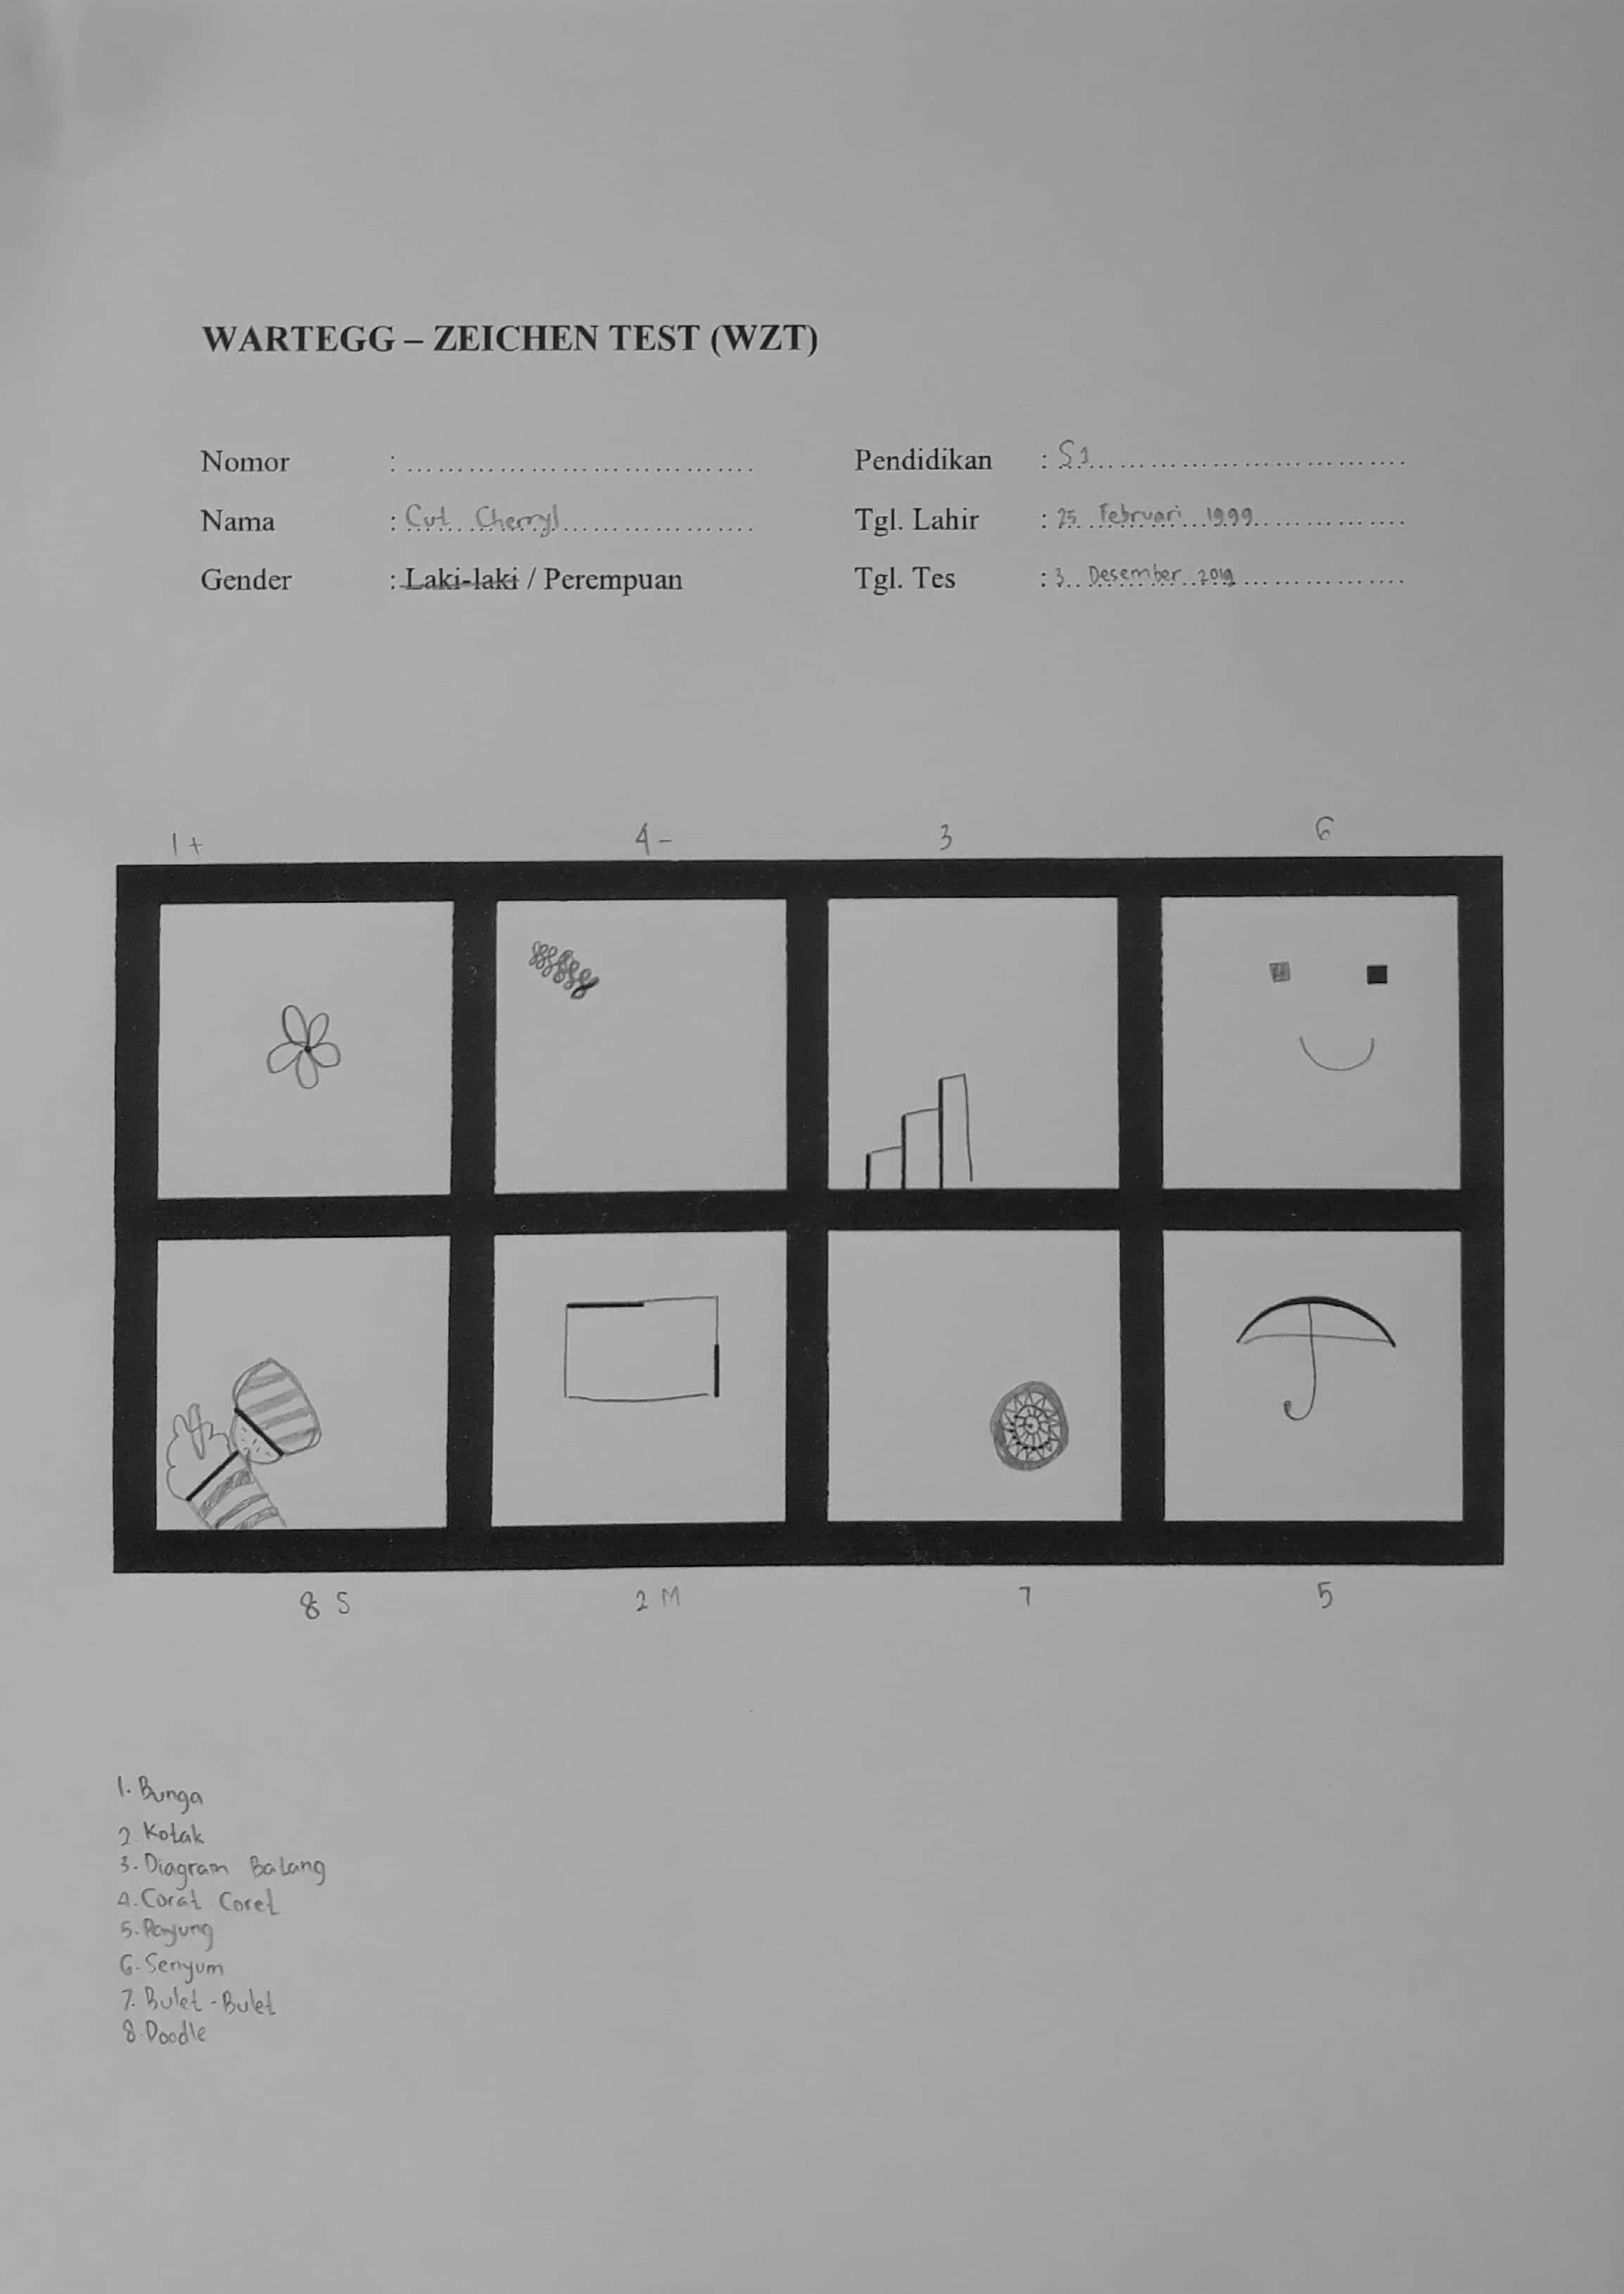 WARTEGG – ZEICHEN TEST (WZT)
Nomor : ....................................
Pendidikan : S1
Nama : Cut Cherryl
Tgl. Lahir : 25 Februari 1999
Gender : Laki-laki / Perempuan
Tgl. Tes : 3 Desember 2019
1+ 4- 3 6
8 S 2 M 7 5
1. Bunga
2. Kotak
3. Diagram Batang
4. Corat Coret
5. Payung
6. Senyum
7. Bulet-Bulet
8. Doodle